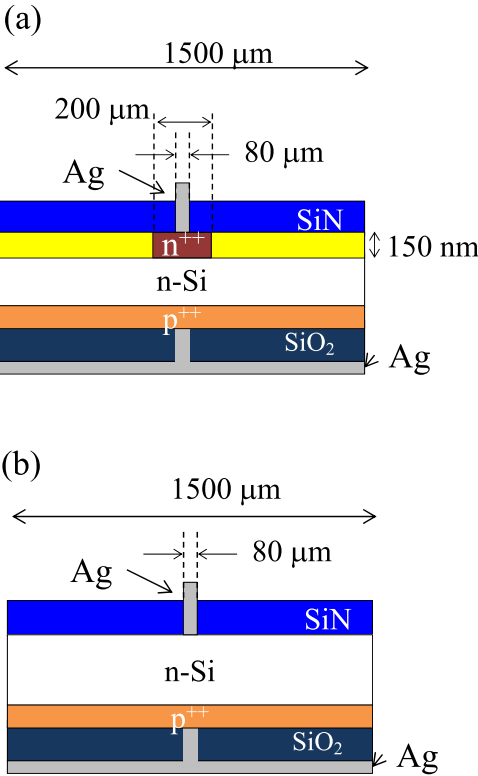 (a)
1500 μm
200 μm
80 μm
Ag
SiN
n⁺⁺
150 nm
n-Si
p⁺⁺
SiO₂
Ag
(b)
1500 μm
80 μm
Ag
SiN
n-Si
p⁺⁺
SiO₂
Ag